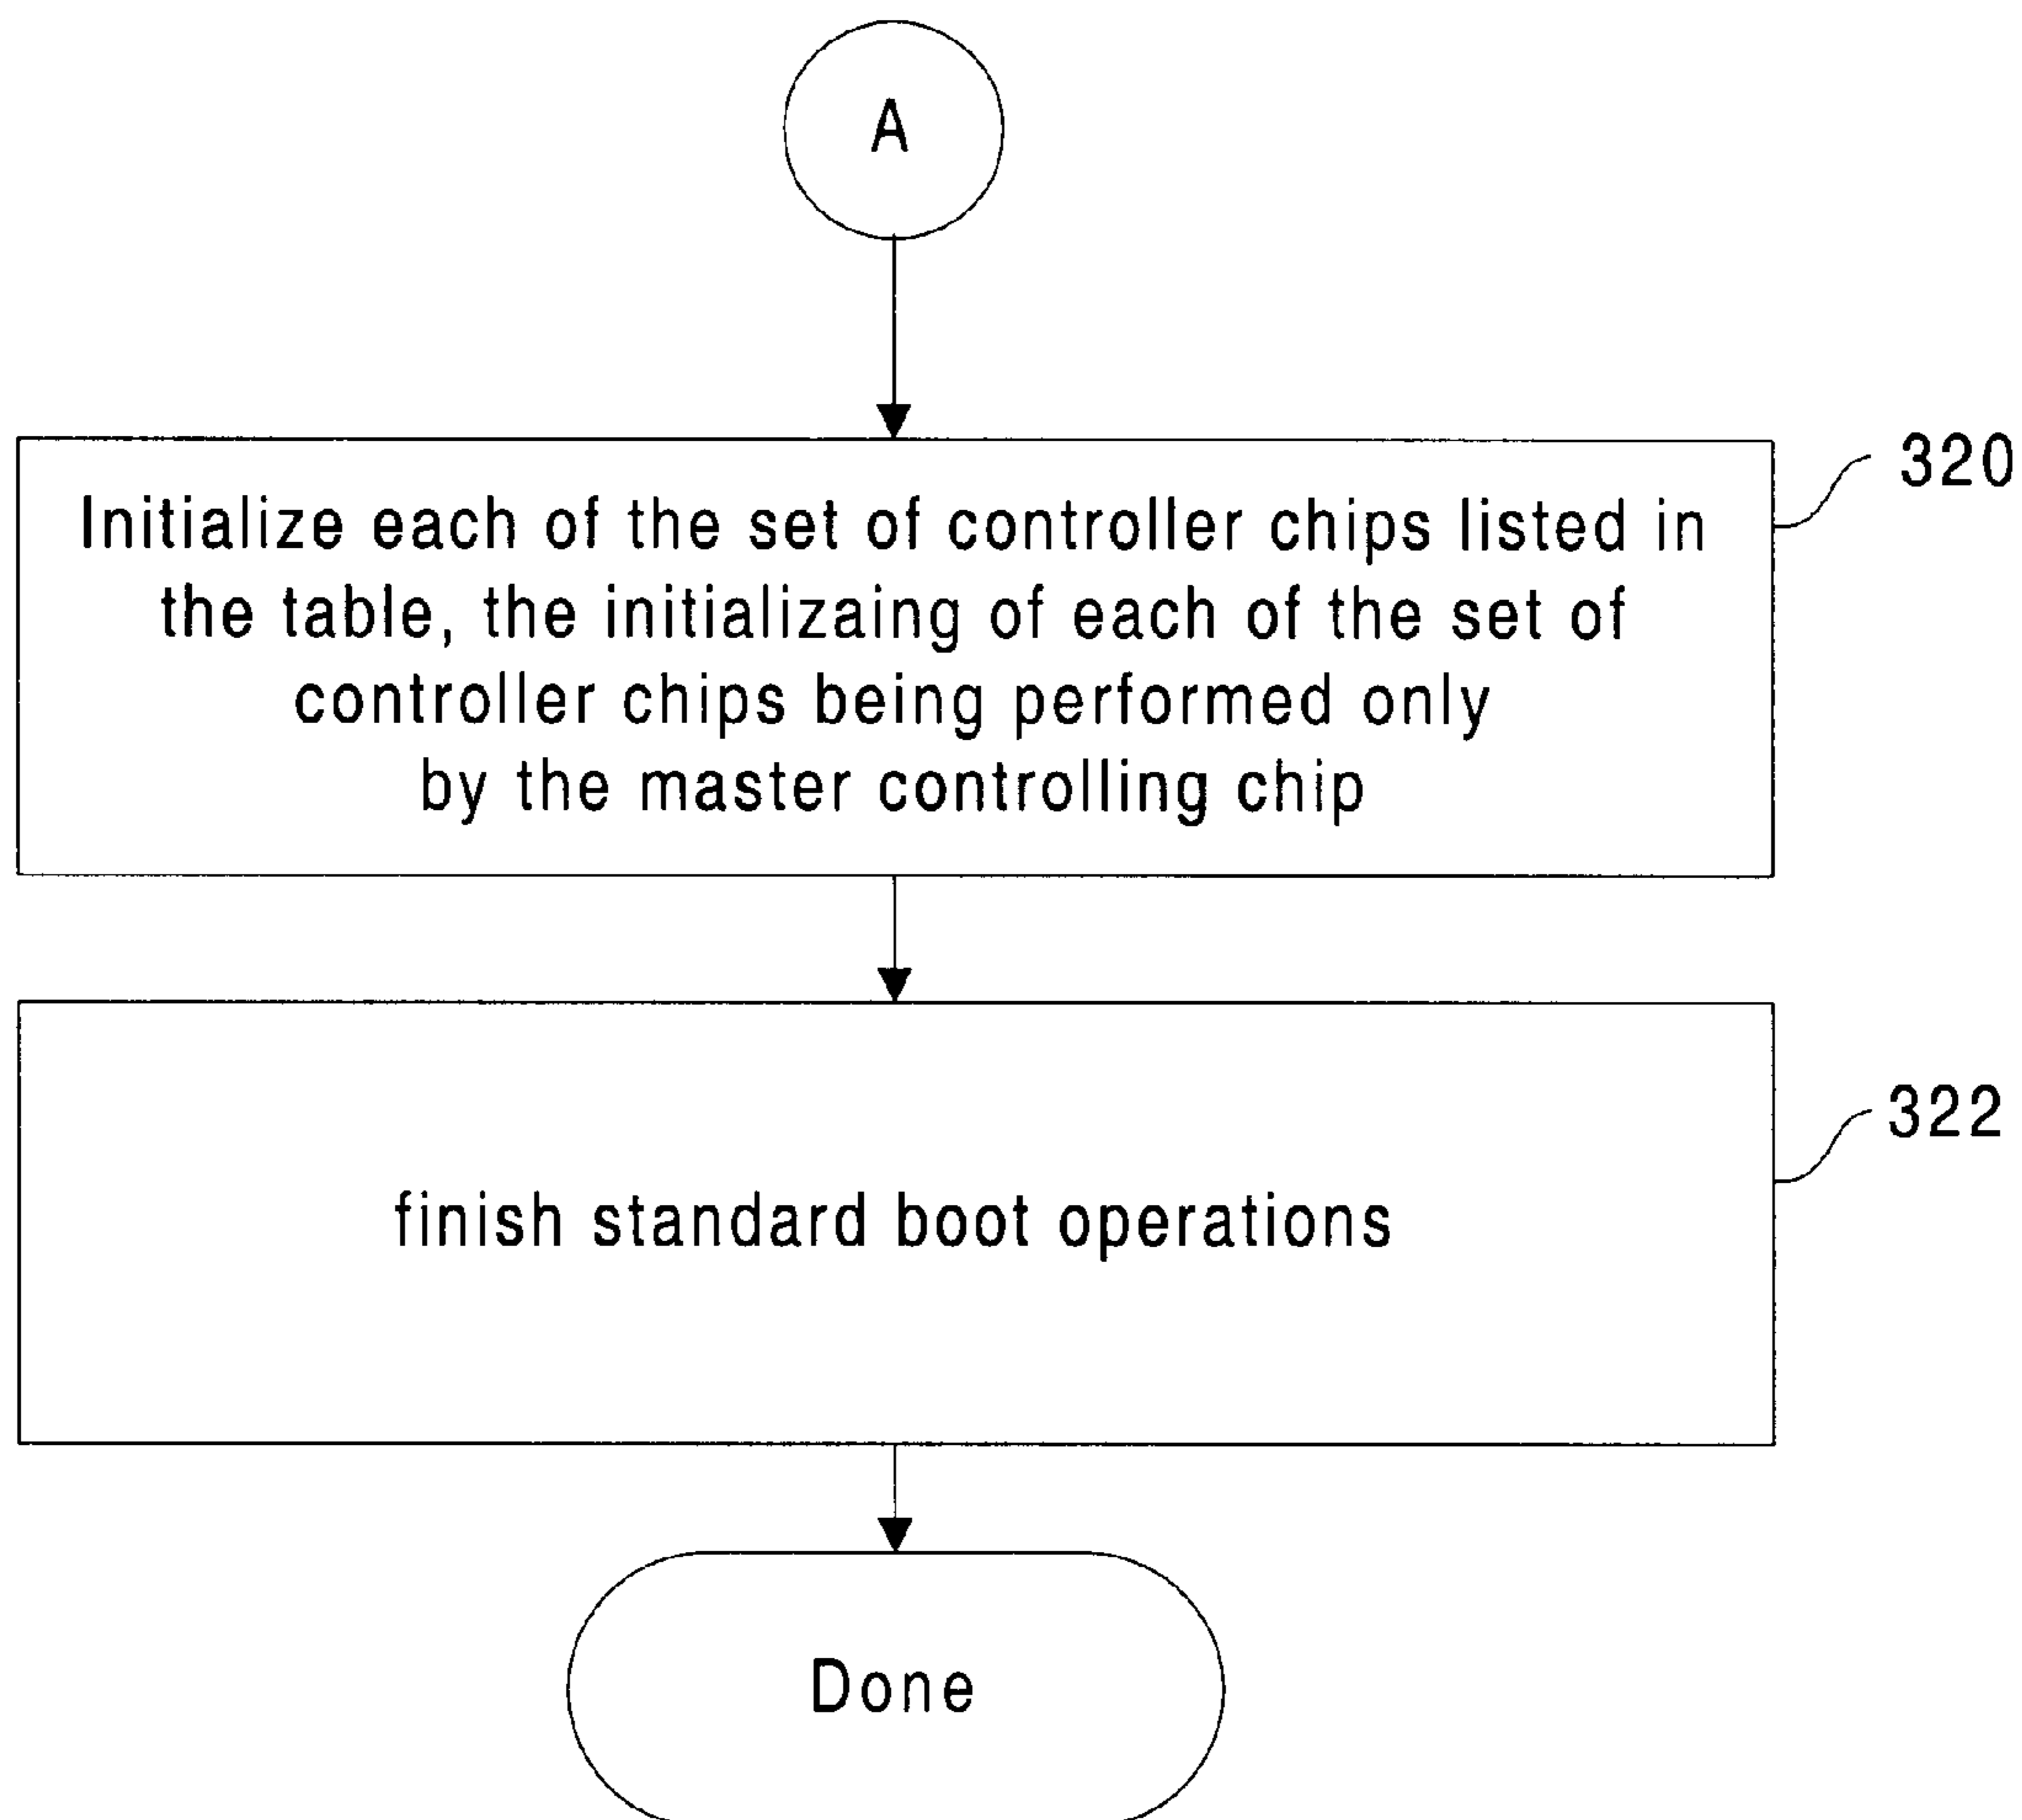 A
320
Initialize each of the set of controller chips listed in
the table, the initializaing of each of the set of
controller chips being performed only
by the master controlling chip
322
finish standard boot operations
Done